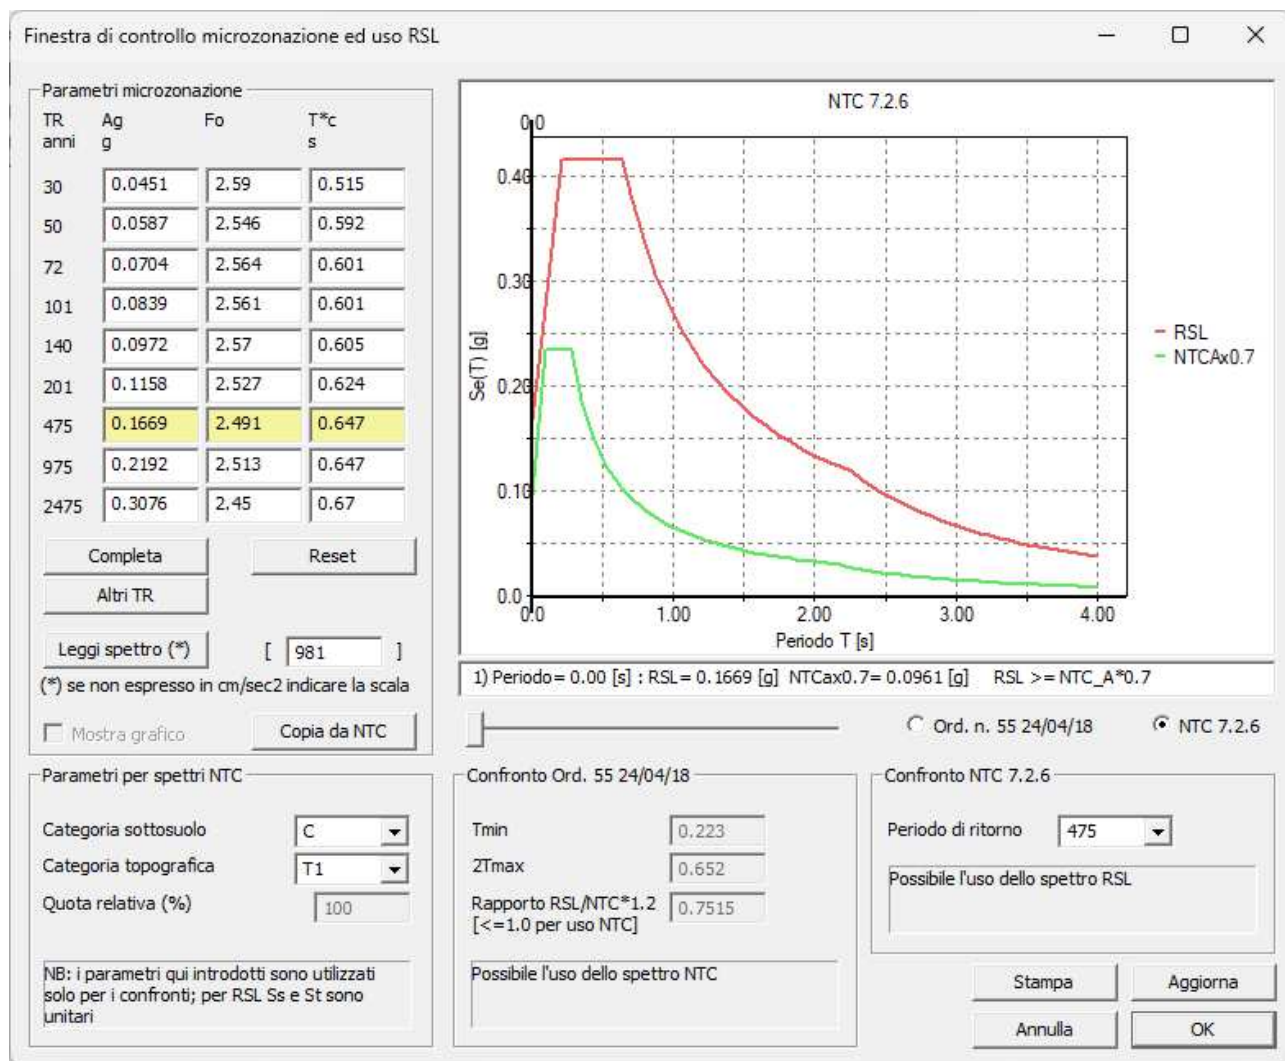 Finestra di controllo microzonazione ed uso RSL
Parametri microzonazione
TR Ag Fo T*c
anni g s
30 0.0451 2.59 0.515
50 0.0587 2.546 0.592
72 0.0704 2.564 0.601
101 0.0839 2.561 0.601
140 0.0972 2.57 0.605
201 0.1158 2.527 0.624
475 0.1669 2.491 0.647
975 0.2192 2.513 0.647
2475 0.3076 2.45 0.67
Completa Reset
Altri TR
Leggi spettro (*) [ 981 ]
(*) se non espresso in cm/sec2 indicare la scala
Mostra grafico Copia da NTC
NTC 7.2.6
0.0
0.40
0.30
0.20
0.10
0.0
Se(T) [g]
0.0 1.00 2.00 3.00 4.00
Periodo T [s]
RSL
NTCAx0.7
1) Periodo= 0.00 [s] : RSL= 0.1669 [g] NTCax0.7= 0.0961 [g] RSL >= NTC_A*0.7
Ord. n. 55 24/04/18 NTC 7.2.6
Parametri per spettri NTC
Categoria sottosuolo C
Categoria topografica T1
Quota relativa (%) 100
NB: i parametri qui introdotti sono utilizzati
solo per i confronti; per RSL Ss e St sono
unitari
Confronto Ord. 55 24/04/18
Tmin 0.223
2Tmax 0.652
Rapporto RSL/NTC*1.2 0.7515
[<=1.0 per uso NTC]
Possibile l'uso dello spettro NTC
Confronto NTC 7.2.6
Periodo di ritorno 475
Possibile l'uso dello spettro RSL
Stampa Aggiorna
Annulla OK